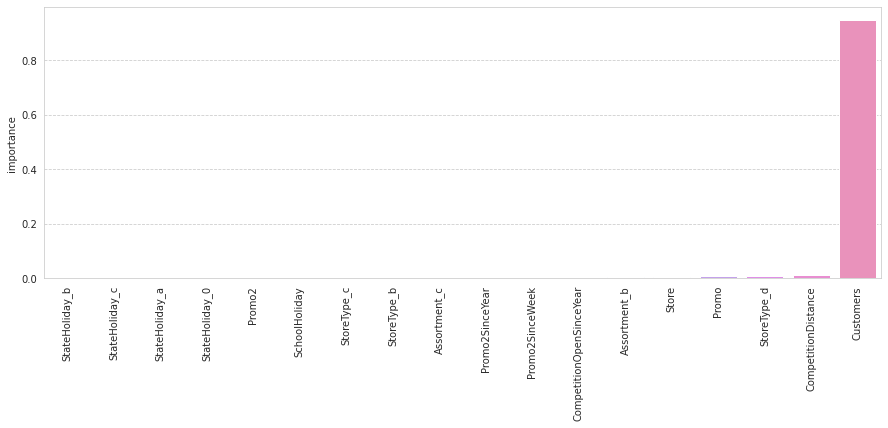 importance
0.8
0.6
0.4
0.2
0.0
StateHoliday_b
StateHoliday_c
StateHoliday_a
StateHoliday_0
Promo2
SchoolHoliday
StoreType_c
StoreType_b
Assortment_c
Promo2SinceYear
Promo2SinceWeek
CompetitionOpenSinceYear
Assortment_b
Store
Promo
StoreType_d
CompetitionDistance
Customers